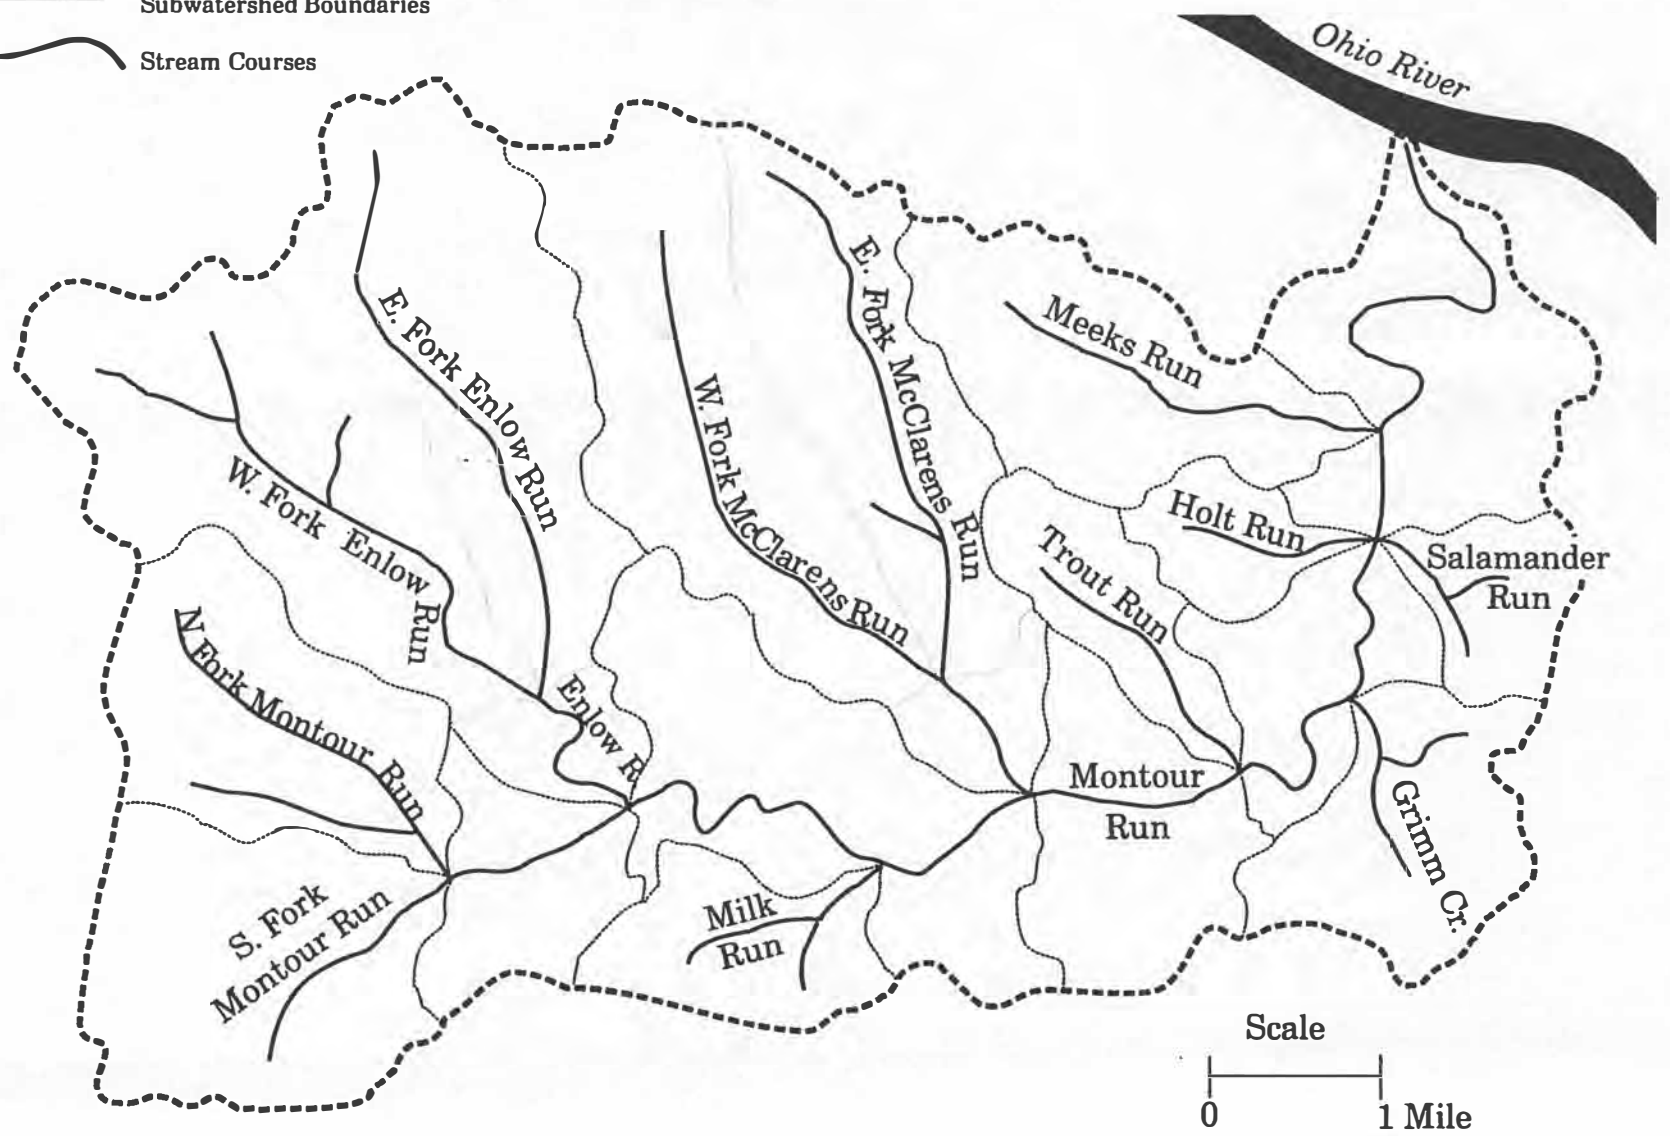 Subwatershed Boundaries
Stream Courses
Ohio River
E. Fork Enlow Run
W. Fork Enlow Run
Enlow R.
N Fork Montour Run
S. Fork
Montour Run
W. Fork McClarens Run
E. Fork McClarens Run
Meeks Run
Holt Run
Trout Run
Salamander
Run
Montour
Run
Milk
Run
Grimm Cr.
Scale
0
1 Mile